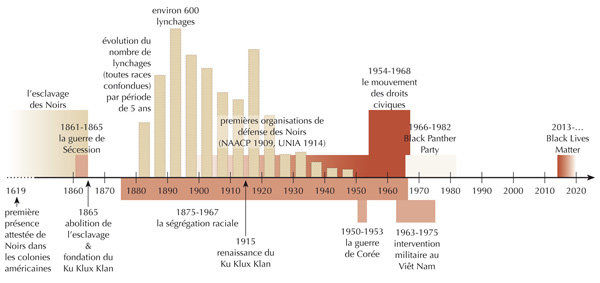 environ 600
lynchages
évolution du
nombre de
lynchages
(toutes races
confondues)
par période
de 5 ans
l'esclavage
des Noirs
1861-1865
la guerre de
Sécession
premières organisations de
défense des Noirs
(NAACP 1909, UNIA 1914)
1954-1968
le mouvement
des droits
civiques
1966-1982
Black Panther
Party
2013-...
Black Lives
Matter
1619 1860 1870 1880 1890 1900 1910 1920 1930 1940 1950 1960 1970 1980 1990 2000 2010 2020
première
présence
attestée de
Noirs dans
les colonies
américaines
1865
abolition de
l'esclavage
&
fondation du
Ku Klux Klan
1875-1967
la ségrégation raciale
1915
renaissance du
Ku Klux Klan
1950-1953
la guerre
de Corée
1963-1975
intervention
militaire au
Viêt Nam